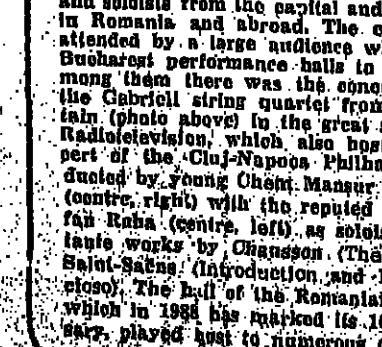 and soloists from the capital and
in Romania and abroad. The c
attended by a large audience w
Bucharest performance halls to
mong them there was the conc
the Gabrieli string quartet from
tain (photo above) in the great
Radiotelevision, which also hos
pert of the Cluj-Napoca Philha
ducted by young Mansur
(centre, right) with the reputed
fan Ruha (centre, left) as solois
tante works by Chausson (The
Saint-Saëns (Introduction and
cioso). The hall of the Romania
which in 1988 has marked its 10
sary, played host to numerous